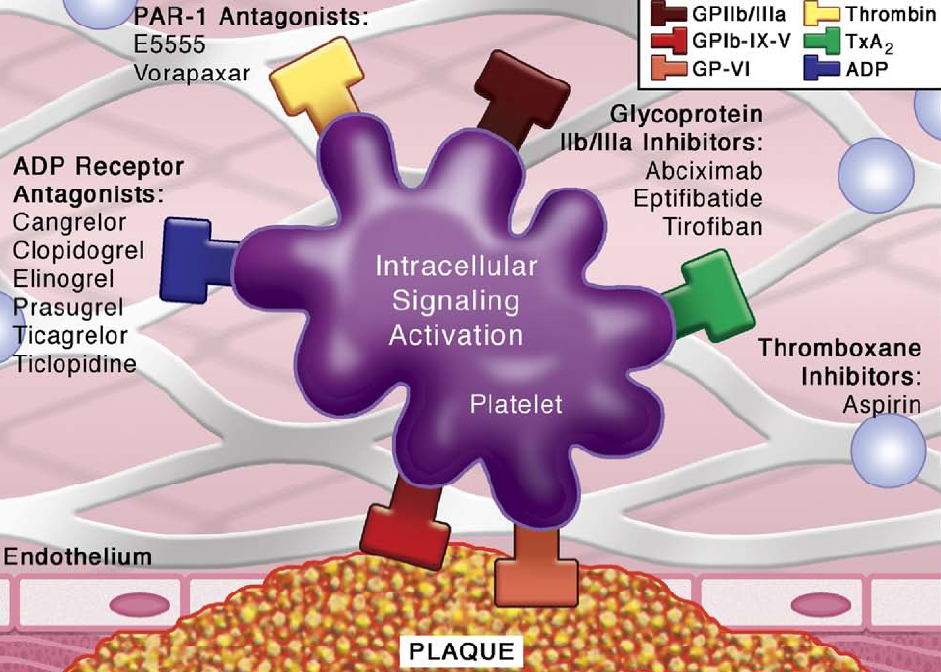 PAR-1 Antagonists:
E5555
Vorapaxar
GPIIb/IIIa
Thrombin
GPIb-IX-V
TxA₂
GP-VI
ADP
Glycoprotein
IIb/IIIa Inhibitors:
Abciximab
Eptifibatide
Tirofiban
ADP Receptor
Antagonists:
Cangrelor
Clopidogrel
Elinogrel
Prasugrel
Ticagrelor
Ticlopidine
Intracellular
Signaling
Activation
Platelet
Thromboxane
Inhibitors:
Aspirin
Endothelium
PLAQUE